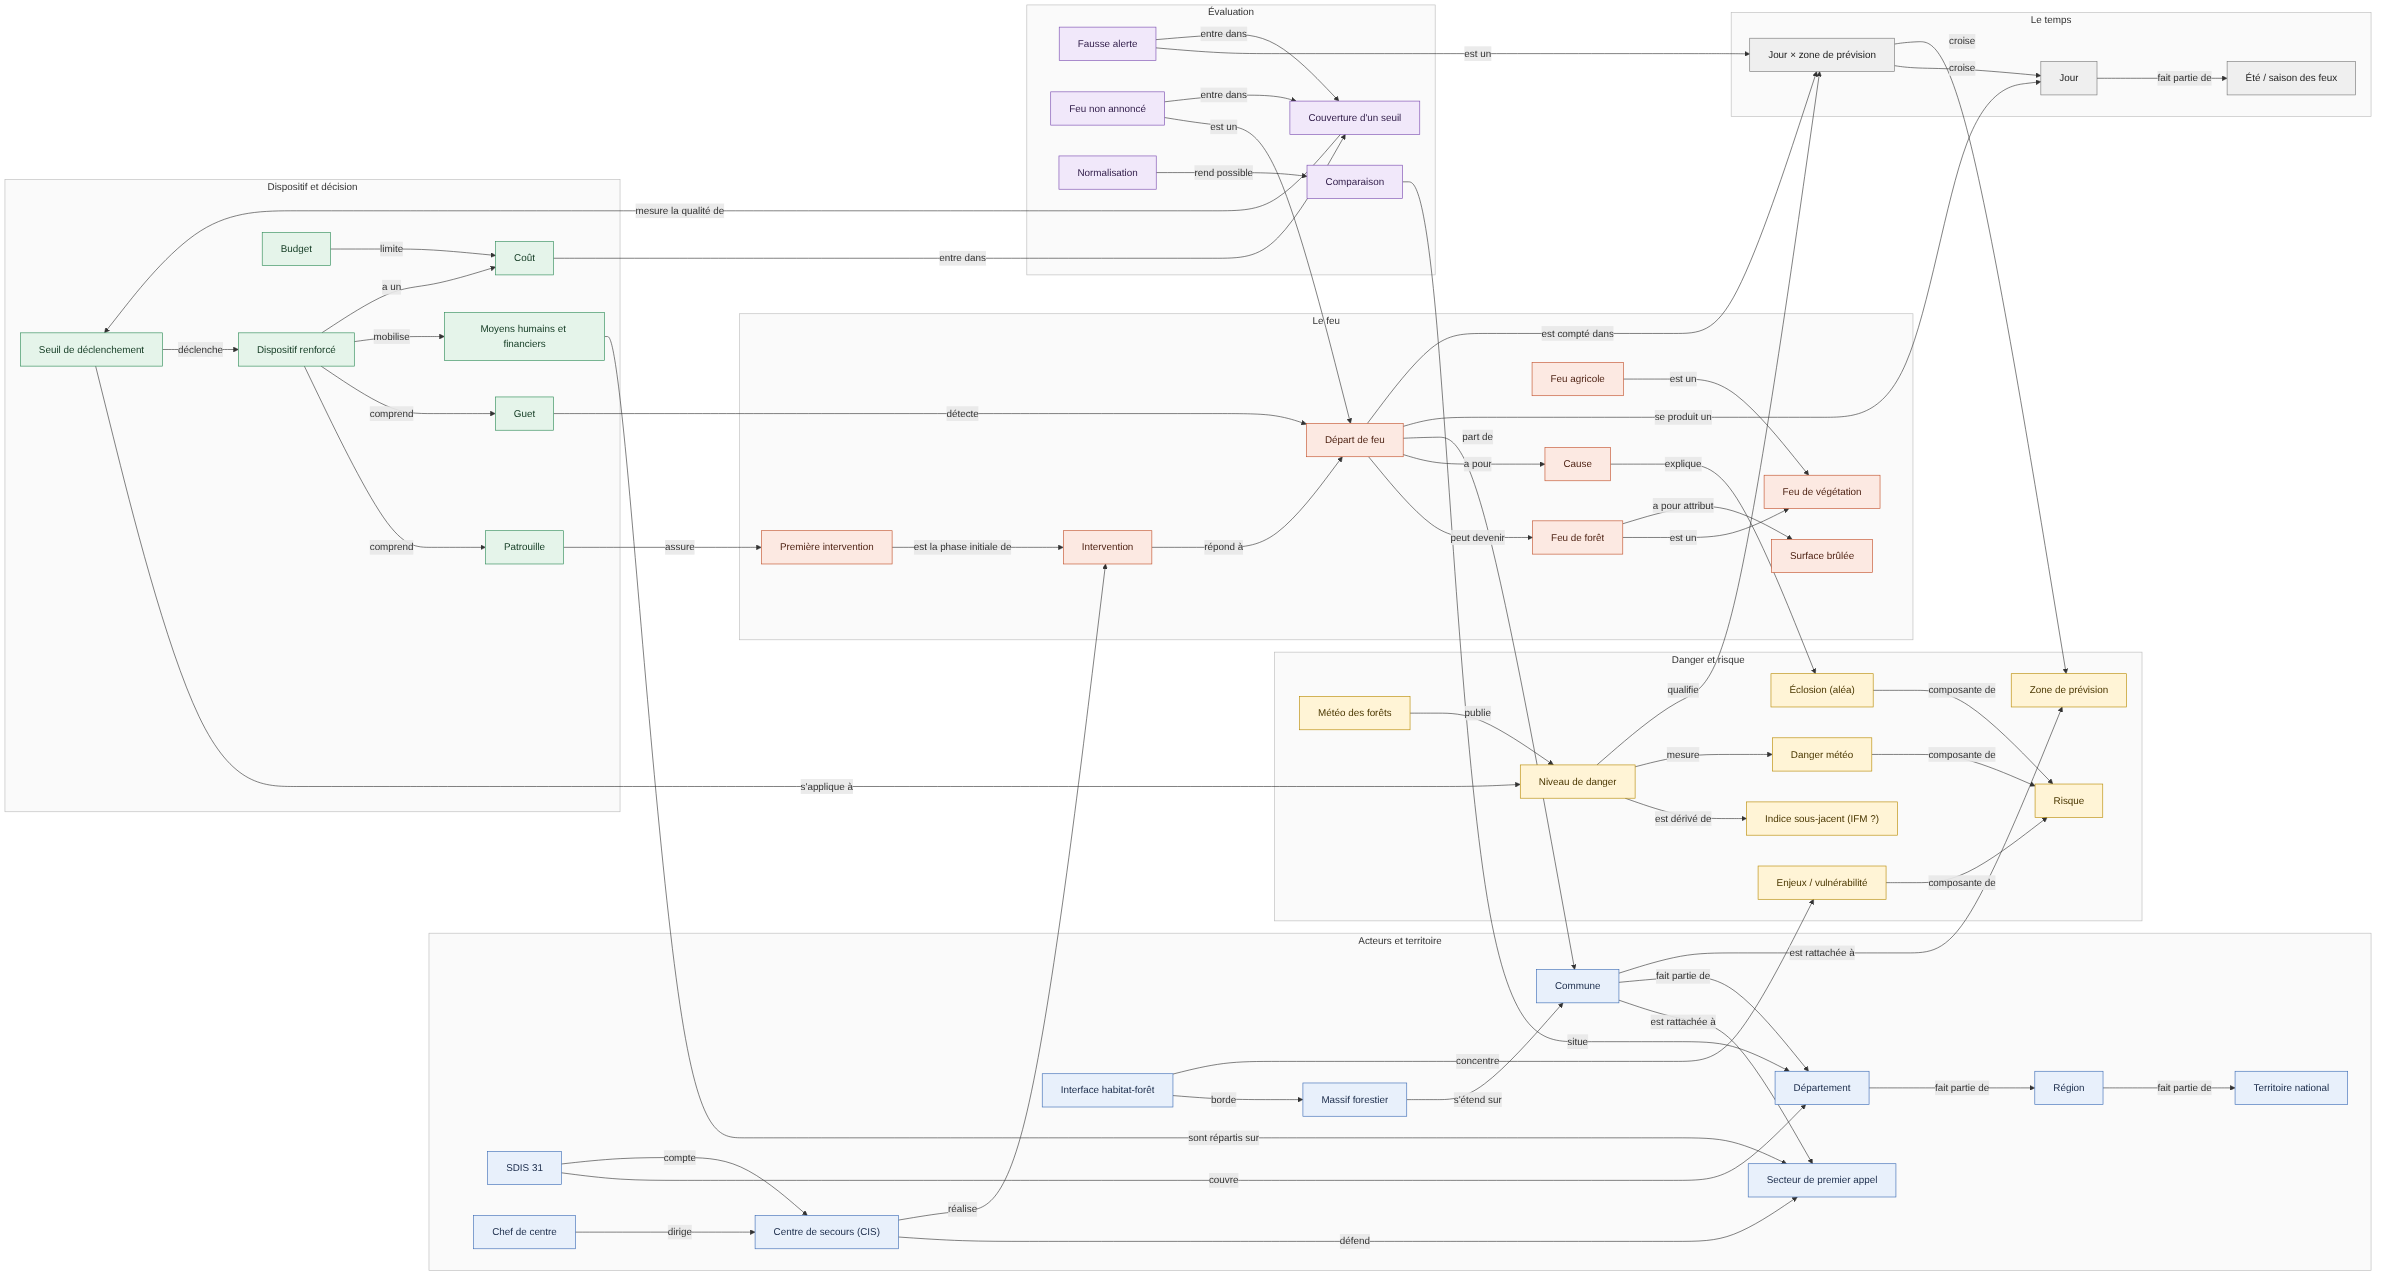 Évaluation
Fausse alerte
entre dans
est un
Feu non annoncé
entre dans
est un
Couverture d'un seuil
Normalisation
rend possible
Comparaison
Le temps
Jour × zone de prévision
croise
croise
Jour
fait partie de
Été / saison des feux
Dispositif et décision
mesure la qualité de
Budget
limite
Coût
entre dans
a un
Seuil de déclenchement
déclenche
Dispositif renforcé
mobilise
Moyens humains et
financiers
comprend
Guet
détecte
comprend
Patrouille
assure
s'applique à
Le feu
est compté dans
Feu agricole
est un
se produit un
Départ de feu
part de
a pour
Cause
explique
Feu de végétation
Première intervention
est la phase initiale de
Intervention
répond à
peut devenir
Feu de forêt
a pour attribut
est un
Surface brûlée
Danger et risque
Météo des forêts
publie
qualifie
Éclosion (aléa)
composante de
Zone de prévision
Niveau de danger
mesure
Danger météo
composante de
est dérivé de
Indice sous-jacent (IFM ?)
Risque
Enjeux / vulnérabilité
composante de
Acteurs et territoire
est rattachée à
Commune
fait partie de
est rattachée à
situe
concentre
Interface habitat-forêt
borde
Massif forestier
s'étend sur
Département
fait partie de
Région
fait partie de
Territoire national
sont répartis sur
SDIS 31
compte
couvre
Secteur de premier appel
Chef de centre
dirige
Centre de secours (CIS)
réalise
défend